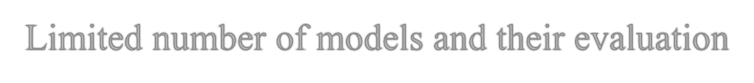 Limited number of models and their evaluation